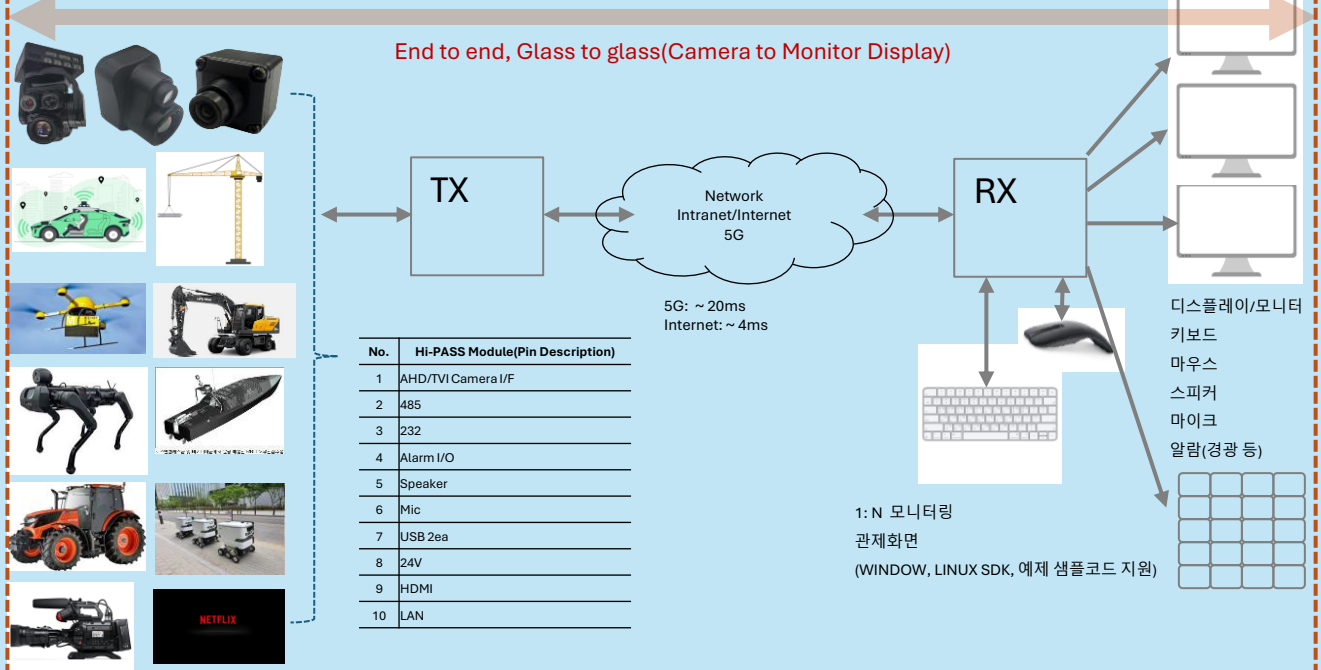 End to end, Glass to glass(Camera to Monitor Display)
TX
Network
Intranet/Internet
5G
RX
5G: ~ 20ms
Internet: ~ 4ms
No. Hi-PASS Module(Pin Description)
1 AHD/TVI Camera I/F
2 485
3 232
4 Alarm I/O
5 Speaker
6 Mic
7 USB 2ea
8 24V
9 HDMI
10 LAN
디스플레이/모니터
키보드
마우스
스피커
마이크
알람(경광 등)
1: N 모니터링
관제화면
(WINDOW, LINUX SDK, 예제 샘플코드 지원)
NETFLIX